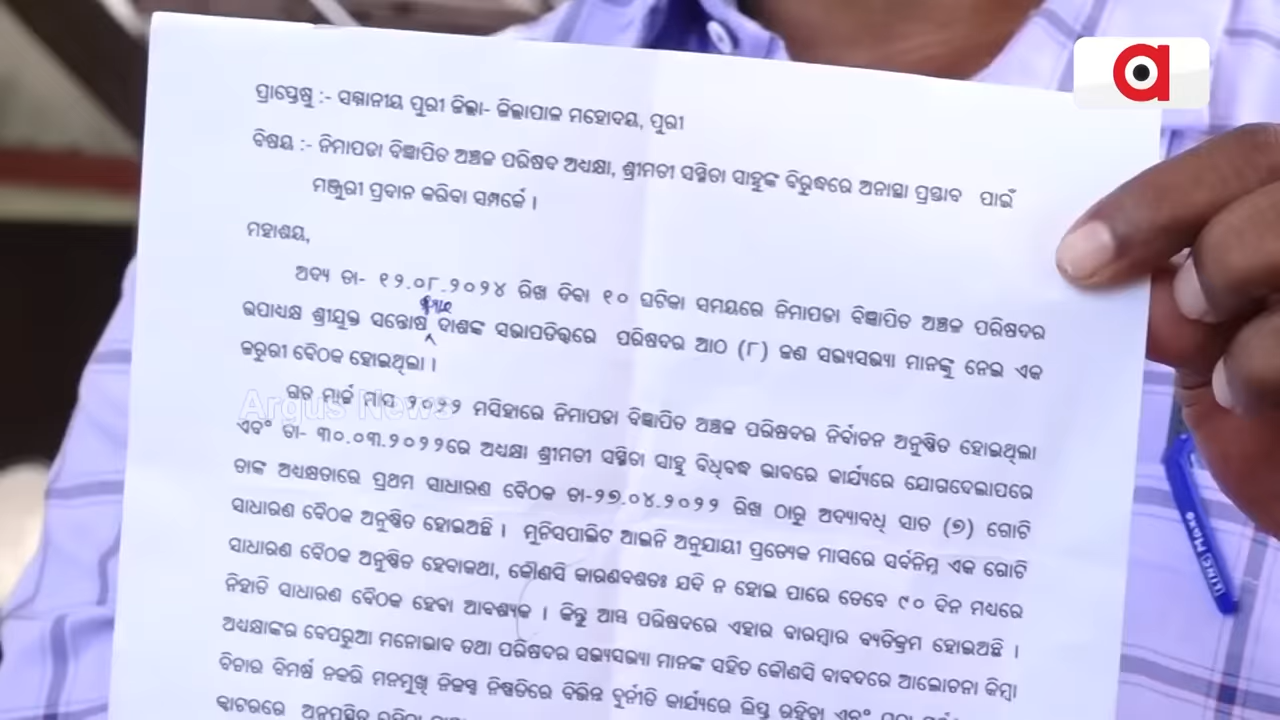 ପ୍ରାପ୍ତେଷୁ :- ସମ୍ମାନୀୟ ପୁରୀ ଜିଲ୍ଲା- ଜିଲ୍ଲାପାଳ ମହୋଦୟ, ପୁରୀ
ବିଷୟ :- ନିମାପଡା ବିଜ୍ଞାପିତ ଅଞ୍ଚଳ ପରିଷଦ ଅଧ୍ୟକ୍ଷା, ଶ୍ରୀମତୀ ସସ୍ମିତା ସାହୁଙ୍କ ବିରୁଦ୍ଧରେ ଅନାସ୍ଥା ପ୍ରସ୍ତାବ ପାଇଁ
ମଞ୍ଜୁରୀ ପ୍ରଦାନ କରିବା ସମ୍ପର୍କେ ।
ମହାଶୟ,
ଅଦ୍ୟ ତା- ୧୨.୦୮.୨୦୨୪ ରିଖ ଦିବା ୧୦ ଘଟିକା ସମୟରେ ନିମାପଡା ବିଜ୍ଞାପିତ ଅଞ୍ଚଳ ପରିଷଦର
ଉପାଧ୍ୟକ୍ଷ ଶ୍ରୀଯୁକ୍ତ ସନ୍ତୋଷ ଦାଶଙ୍କ ସଭାପତିତ୍ୱରେ ପରିଷଦର ଆଠ (୮) ଜଣ ସଭ୍ୟସଭ୍ୟା ମାନଙ୍କୁ ନେଇ ଏକ
ଜରୁରୀ ବୈଠକ ହୋଇଥିଲା ।
ଗତ ମାର୍ଚ୍ଚ ମାସ ୨୦୨୨ ମସିହାରେ ନିମାପଡା ବିଜ୍ଞାପିତ ଅଞ୍ଚଳ ପରିଷଦର ନିର୍ବାଚନ ଅନୁଷ୍ଠିତ ହୋଇଥିଲା
ଏବଂ ତା- ୩୦.୦୩.୨୦୨୨ରେ ଅଧ୍ୟକ୍ଷା ଶ୍ରୀମତୀ ସସ୍ମିତା ସାହୁ ବିଧିବଦ୍ଧ ଭାବରେ କାର୍ଯ୍ୟରେ ଯୋଗଦେଲାପରେ
ତାଙ୍କ ଅଧ୍ୟକ୍ଷତାରେ ପ୍ରଥମ ସାଧାରଣ ବୈଠକ ତା-୨୭.୦୪.୨୦୨୨ ରିଖ ଠାରୁ ଅଦ୍ୟାବଧି ସାତ (୭) ଗୋଟି
ସାଧାରଣ ବୈଠକ ଅନୁଷ୍ଠିତ ହୋଇଅଛି । ମୁନିସପାଲିଟ ଆଇନି ଅନୁଯାୟୀ ପ୍ରତ୍ୟେକ ମାସରେ ସର୍ବନିମ୍ନ ଏକ ଗୋଟି
ସାଧାରଣ ବୈଠକ ଅନୁଷ୍ଠିତ ହେବାକଥା, କୌଣସି କାରଣବଶତଃ ଯଦି ନ ହୋଇ ପାରେ ତେବେ ୯୦ ଦିନ ମଧ୍ୟରେ
ନିହାତି ସାଧାରଣ ବୈଠକ ହେବା ଆବଶ୍ୟକ । କିନ୍ତୁ ଆମ୍ଭ ପରିଷଦରେ ଏହାର ବାରମ୍ବାର ବ୍ୟତିକ୍ରମ ହୋଇଅଛି ।
ଅଧ୍ୟକ୍ଷାଙ୍କର ବେପରୁଆ ମନୋଭାବ ତଥା ପରିଷଦର ସଭ୍ୟସଭ୍ୟା ମାନଙ୍କ ସହିତ କୌଣସି ବାବଦରେ ଆଲୋଚନା କିମ୍ବା
ବିଚାର ବିମର୍ଷ ନକରି ମନମୁଖି ନିଜସ୍ୱ ନିଷ୍ପତିରେ ବିଭିନ୍ନ ଦୁର୍ନୀତି କାର୍ଯ୍ୟରେ ଲିପ୍ତ ରହିବା ଏବଂ
ଅନୁପସ୍ଥିତ
Argus News